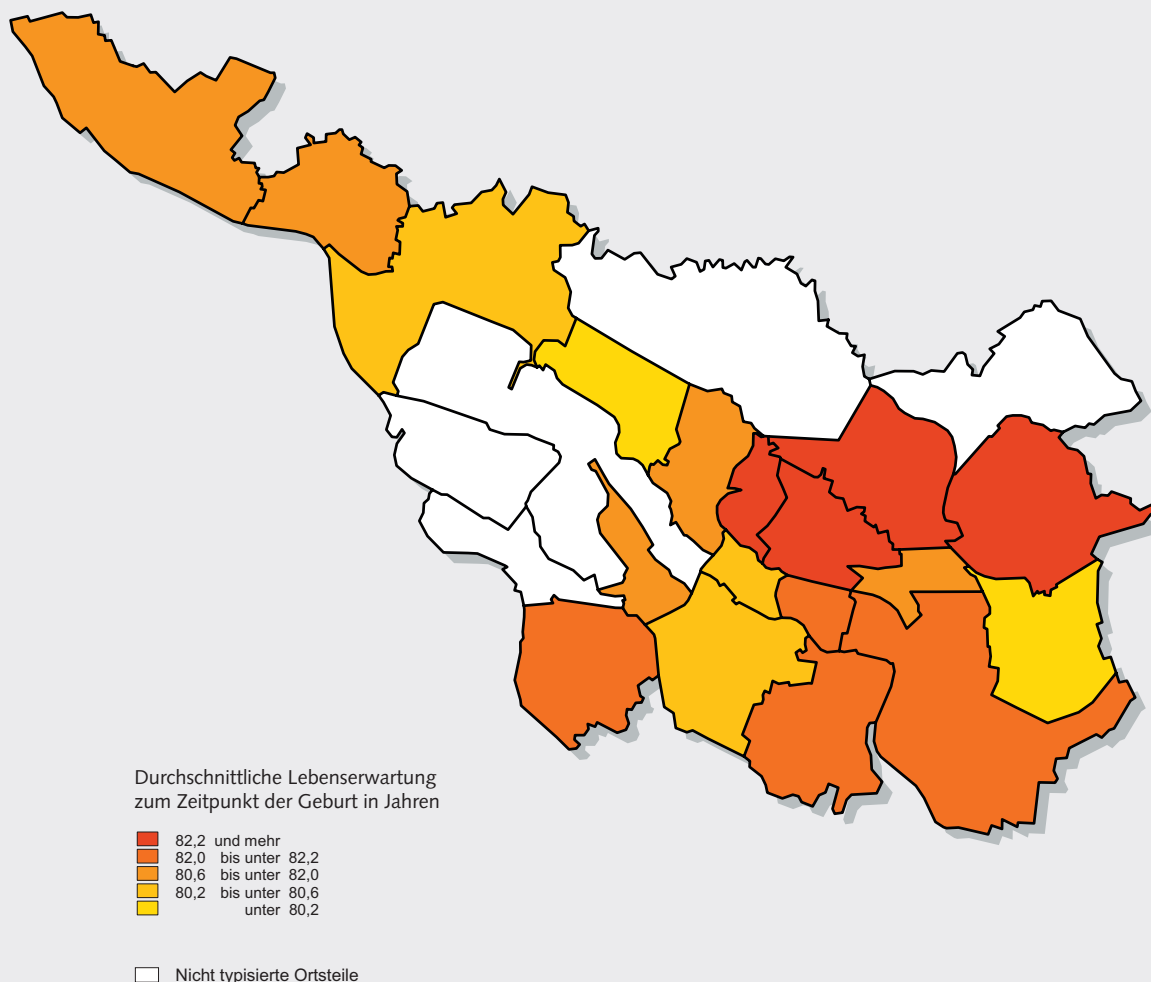 Durchschnittliche Lebenserwartung
zum Zeitpunkt der Geburt in Jahren
82,2 und mehr
82,0 bis unter 82,2
80,6 bis unter 82,0
80,2 bis unter 80,6
unter 80,2
Nicht typisierte Ortsteile